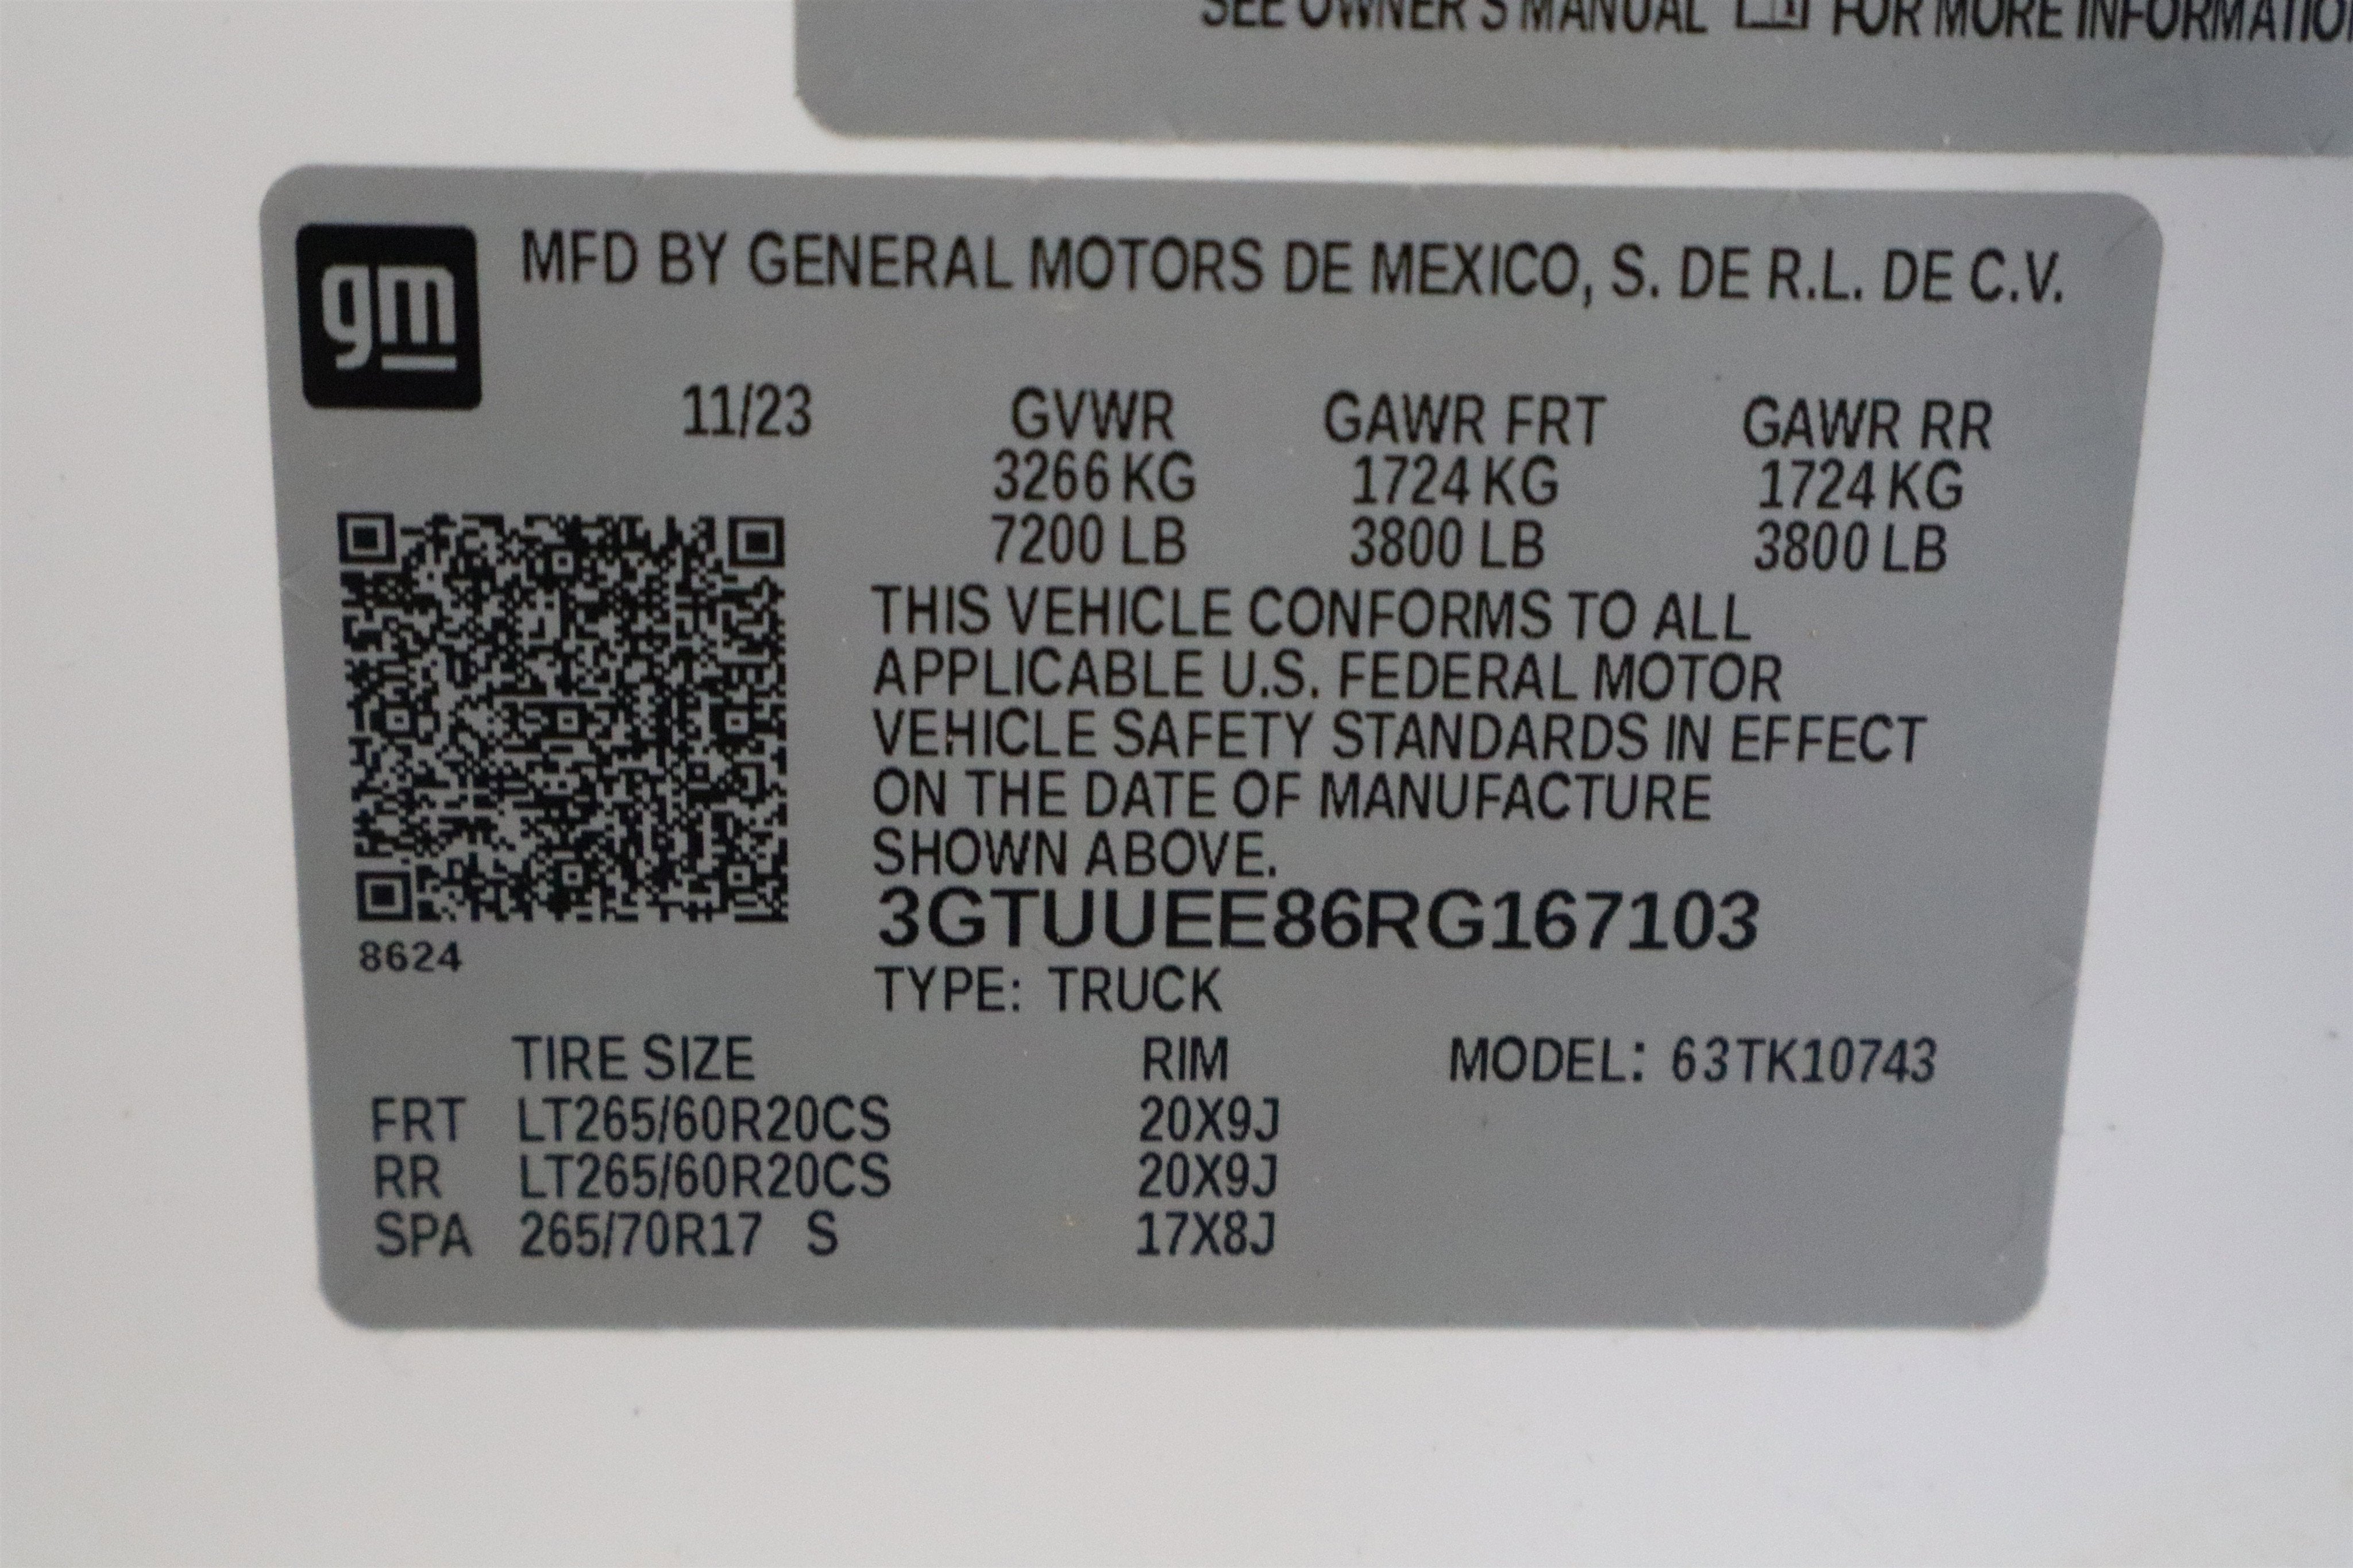 SEE OWNER'S MANUAL FOR MORE INFORMATION
gm
MFD BY GENERAL MOTORS DE MEXICO, S. DE R.L. DE C.V.
11/23 GVWR GAWR FRT GAWR RR
3266 KG 1724 KG 1724 KG
7200 LB 3800 LB 3800 LB
THIS VEHICLE CONFORMS TO ALL
APPLICABLE U.S. FEDERAL MOTOR
VEHICLE SAFETY STANDARDS IN EFFECT
ON THE DATE OF MANUFACTURE
SHOWN ABOVE.
3GTUUEE86RG167103
8624
TYPE: TRUCK
TIRE SIZE RIM MODEL: 63TK10743
FRT LT265/60R20CS 20X9J
RR LT265/60R20CS 20X9J
SPA 265/70R17 S 17X8J